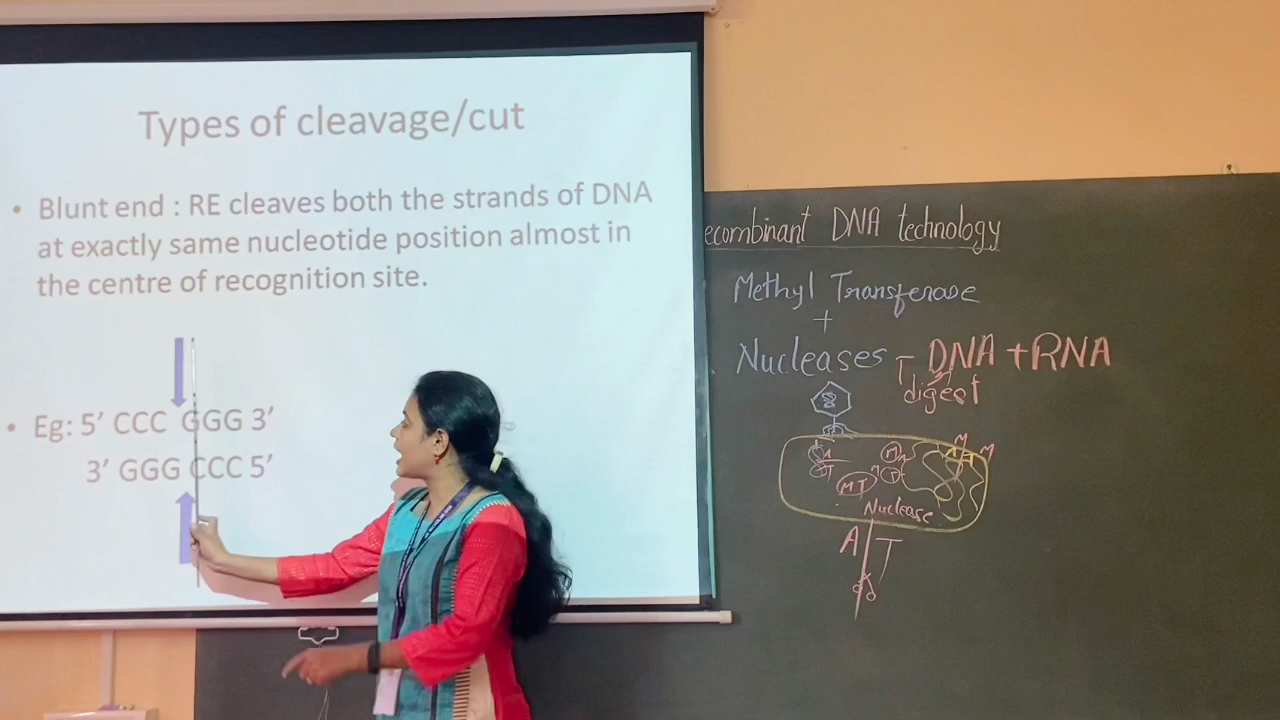 Types of cleavage/cut
• Blunt end : RE cleaves both the strands of DNA
at exactly same nucleotide position almost in
the centre of recognition site.
• Eg: 5’ CCC GGG 3’
3’ GGG CCC 5’
ecombinant DNA technology
Methyl Transferase
+
Nucleases DNA + RNA
digest
M M
A M A
T M T
MT
Nuclease
A T